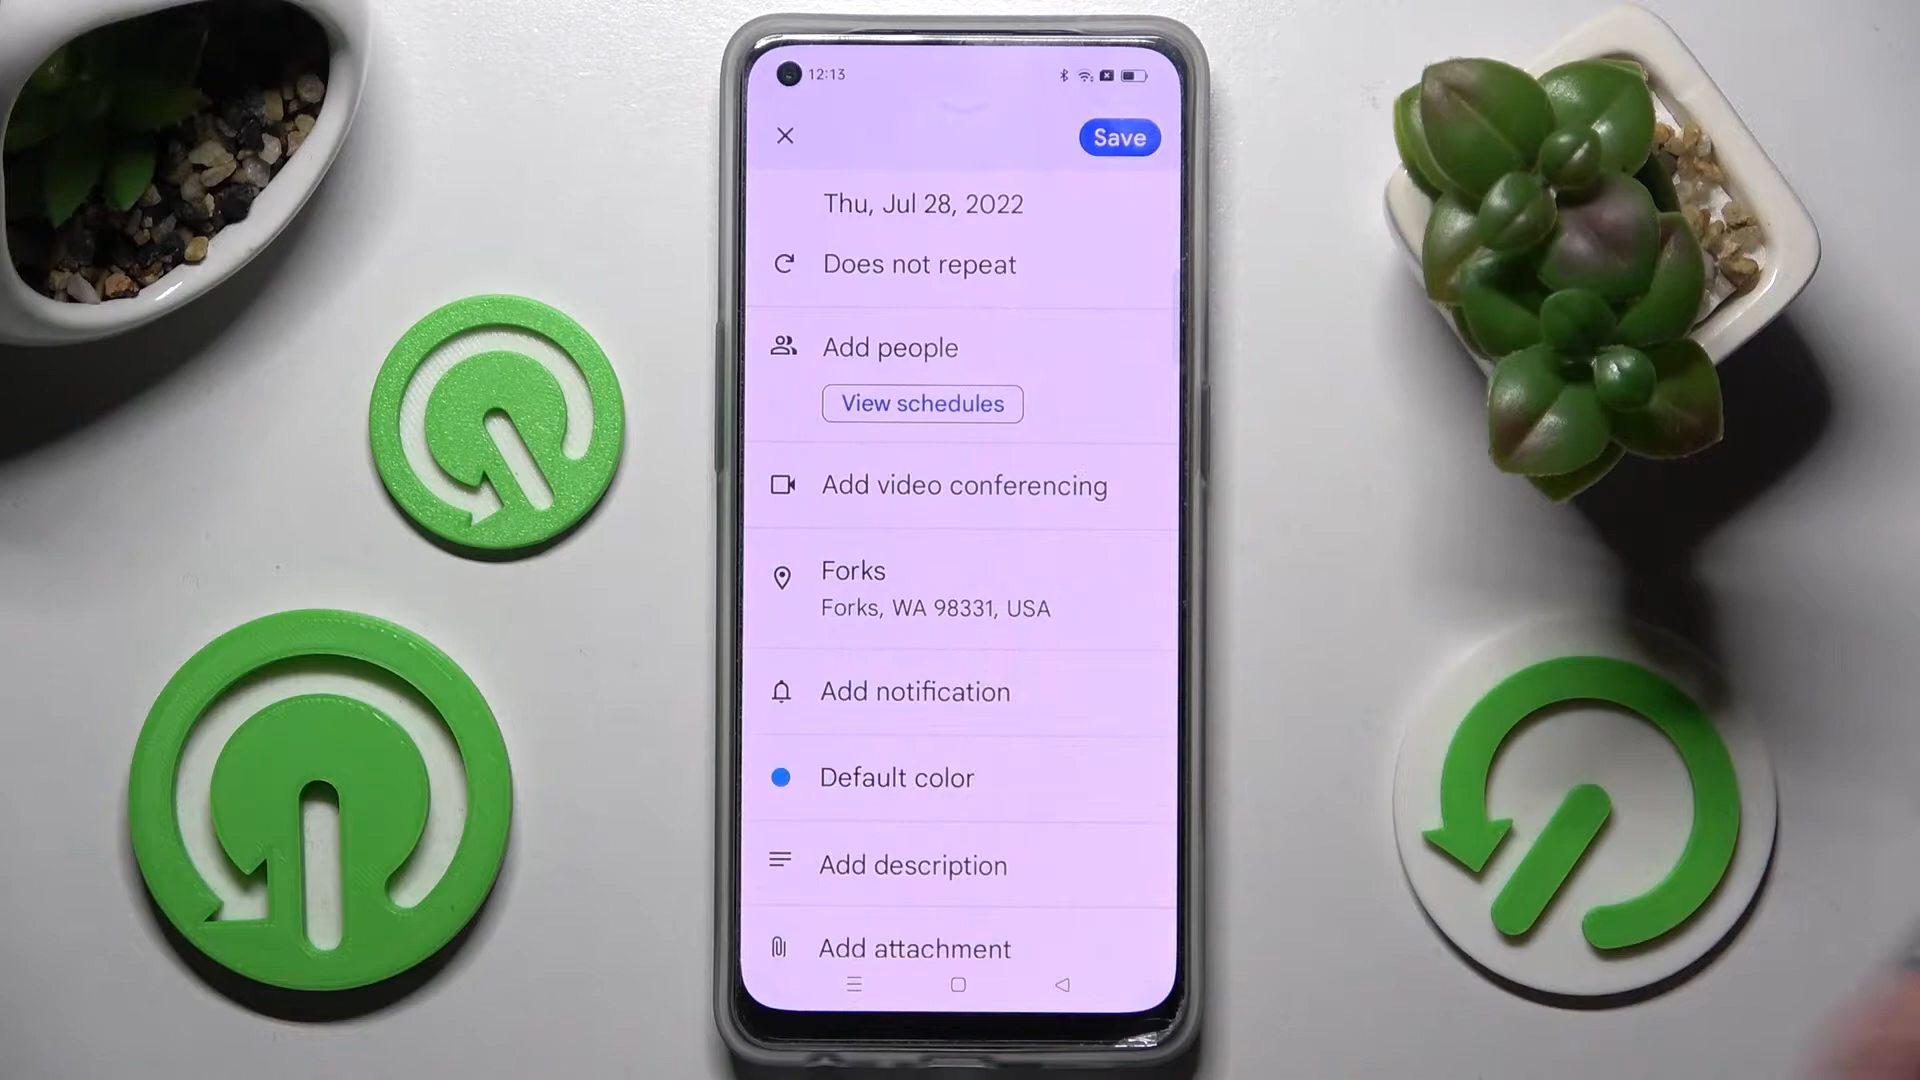 12:13
Save
Thu, Jul 28, 2022
Does not repeat
Add people
View schedules
Add video conferencing
Forks
Forks, WA 98331, USA
Add notification
Default color
Add description
Add attachment